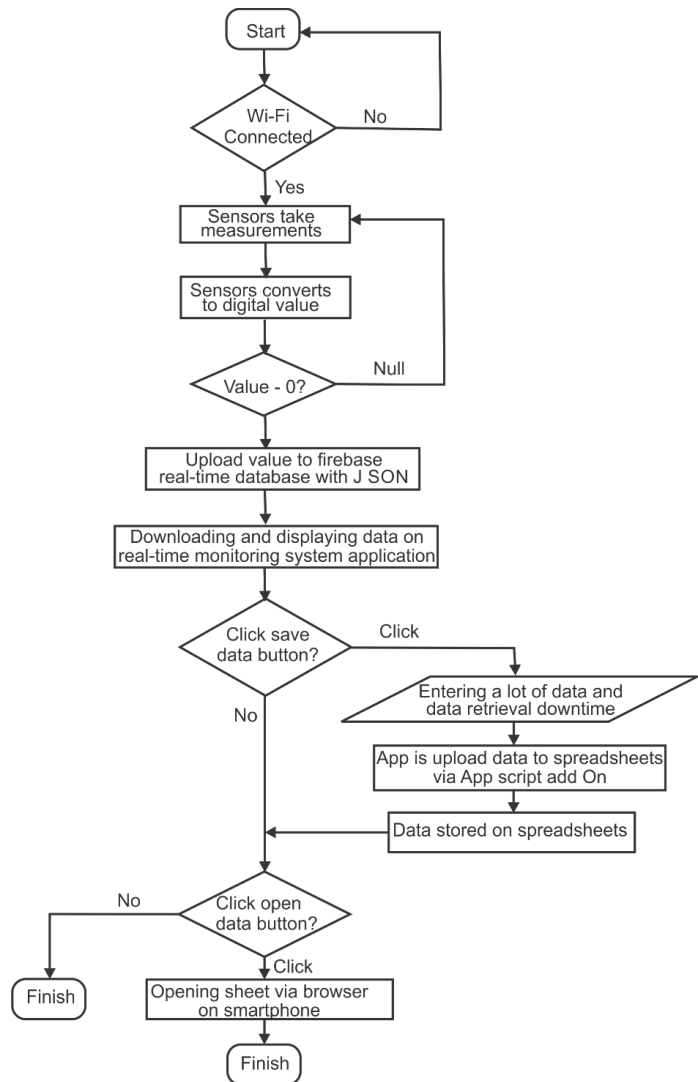 Start
Wi-Fi
Connected
No
Yes
Sensors take
measurements
Sensors converts
to digital value
Null
Value - 0?
Upload value to firebase
real-time database with J SON
Downloading and displaying data on
real-time monitoring system application
Click save
data button?
Click
No
Entering a lot of data and
data retrieval downtime
App is upload data to spreadsheets
via App script add On
Data stored on spreadsheets
Click open
data button?
No
Click
Finish
Opening sheet via browser
on smartphone
Finish